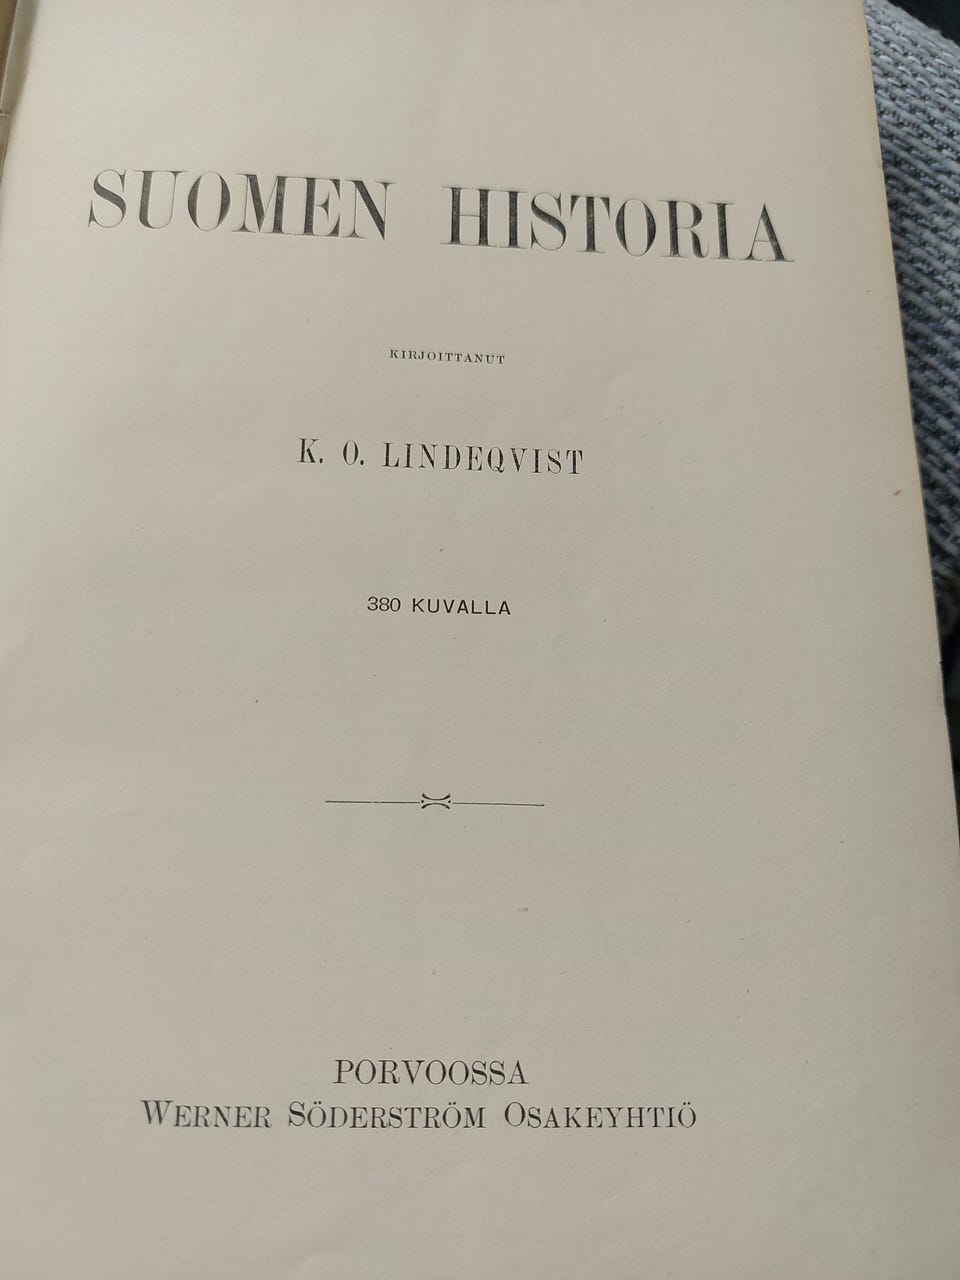 SUOMEN HISTORIA
KIRJOITTANUT
K. O. LINDEQVIST
380 KUVALLA
PORVOOSSA
WERNER SÖDERSTRÖM OSAKEYHTIÖ